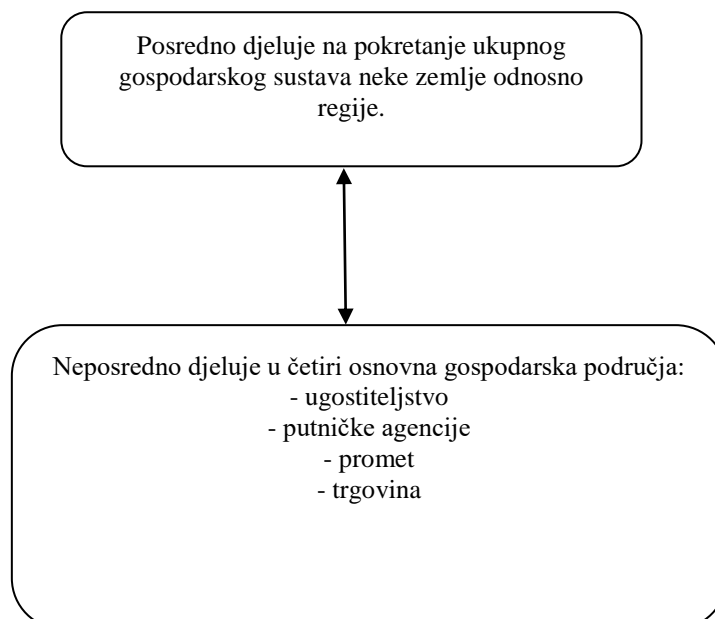 Posredno djeluje na pokretanje ukupnog
gospodarskog sustava neke zemlje odnosno
regije.
Neposredno djeluje u četiri osnovna gospodarska područja:
- ugostiteljstvo
- putničke agencije
- promet
- trgovina